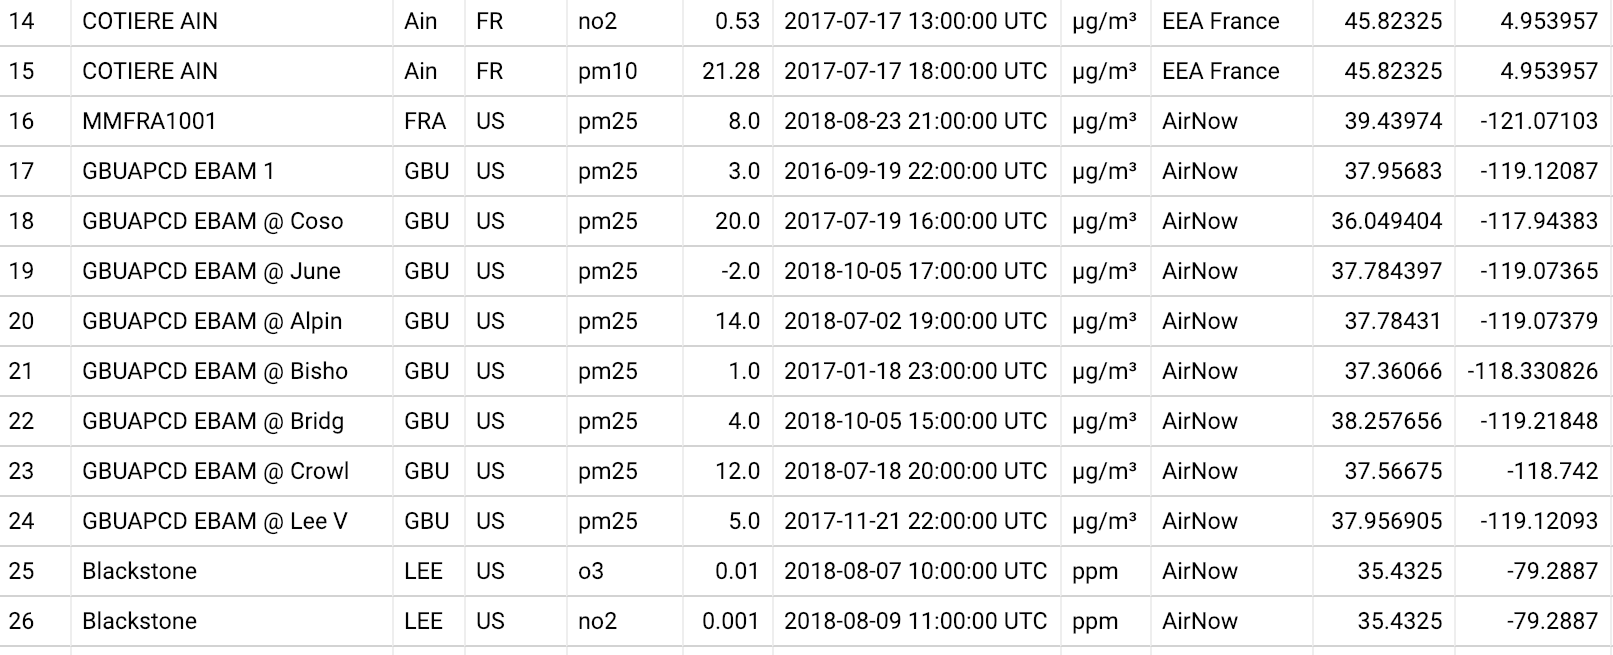 14 COTIERE AIN Ain FR no2 0.53 2017-07-17 13:00:00 UTC µg/m³ EEA France 45.82325 4.953957
15 COTIERE AIN Ain FR pm10 21.28 2017-07-17 18:00:00 UTC µg/m³ EEA France 45.82325 4.953957
16 MMFRA1001 FRA US pm25 8.0 2018-08-23 21:00:00 UTC µg/m³ AirNow 39.43974 -121.07103
17 GBUAPCD EBAM 1 GBU US pm25 3.0 2016-09-19 22:00:00 UTC µg/m³ AirNow 37.95683 -119.12087
18 GBUAPCD EBAM @ Coso GBU US pm25 20.0 2017-07-19 16:00:00 UTC µg/m³ AirNow 36.049404 -117.94383
19 GBUAPCD EBAM @ June GBU US pm25 -2.0 2018-10-05 17:00:00 UTC µg/m³ AirNow 37.784397 -119.07365
20 GBUAPCD EBAM @ Alpin GBU US pm25 14.0 2018-07-02 19:00:00 UTC µg/m³ AirNow 37.78431 -119.07379
21 GBUAPCD EBAM @ Bisho GBU US pm25 1.0 2017-01-18 23:00:00 UTC µg/m³ AirNow 37.36066 -118.330826
22 GBUAPCD EBAM @ Bridg GBU US pm25 4.0 2018-10-05 15:00:00 UTC µg/m³ AirNow 38.257656 -119.21848
23 GBUAPCD EBAM @ Crowl GBU US pm25 12.0 2018-07-18 20:00:00 UTC µg/m³ AirNow 37.56675 -118.742
24 GBUAPCD EBAM @ Lee V GBU US pm25 5.0 2017-11-21 22:00:00 UTC µg/m³ AirNow 37.956905 -119.12093
25 Blackstone LEE US o3 0.01 2018-08-07 10:00:00 UTC ppm AirNow 35.4325 -79.2887
26 Blackstone LEE US no2 0.001 2018-08-09 11:00:00 UTC ppm AirNow 35.4325 -79.2887